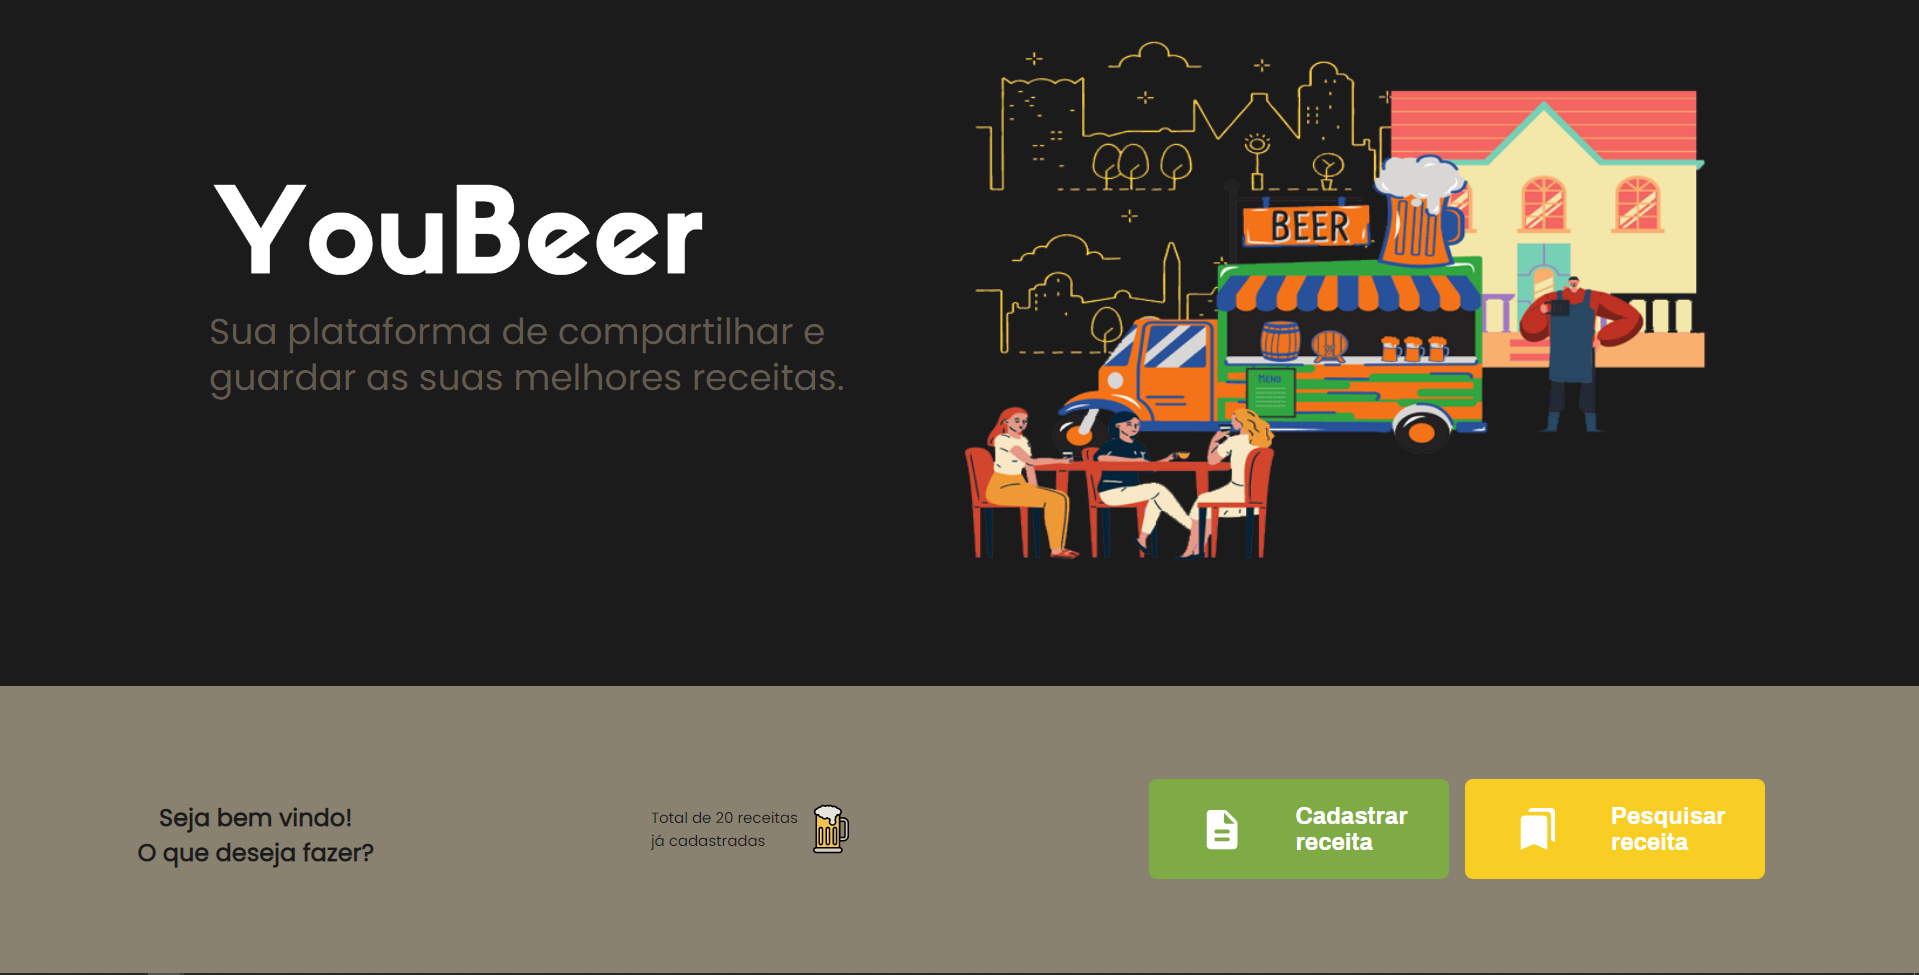 YouBeer
Sua plataforma de compartilhar e
guardar as suas melhores receitas.
BEER
MENU
Seja bem vindo!
O que deseja fazer?
Total de 20 receitas
já cadastradas
Cadastrar
receita
Pesquisar
receita